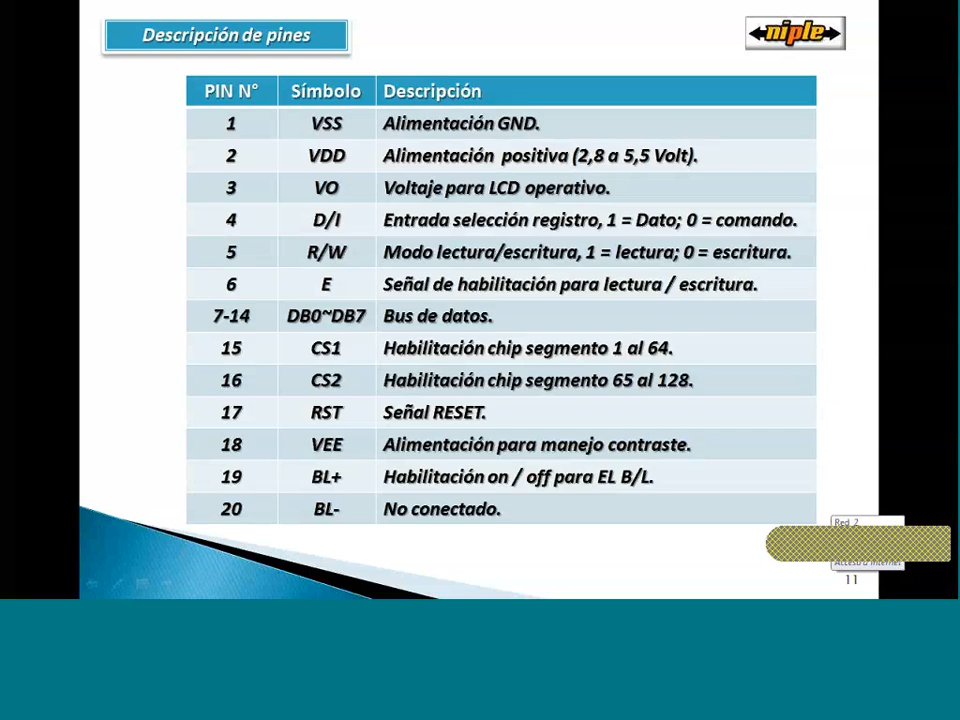 Descripción de pines
niple
PIN N° Símbolo Descripción
1 VSS Alimentación GND.
2 VDD Alimentación positiva (2,8 a 5,5 Volt).
3 VO Voltaje para LCD operativo.
4 D/I Entrada selección registro, 1 = Dato; 0 = comando.
5 R/W Modo lectura/escritura, 1 = lectura; 0 = escritura.
6 E Señal de habilitación para lectura / escritura.
7-14 DB0~DB7 Bus de datos.
15 CS1 Habilitación chip segmento 1 al 64.
16 CS2 Habilitación chip segmento 65 al 128.
17 RST Señal RESET.
18 VEE Alimentación para manejo contraste.
19 BL+ Habilitación on / off para EL B/L.
20 BL- No conectado.
Red 2
Acceso a Internet
11